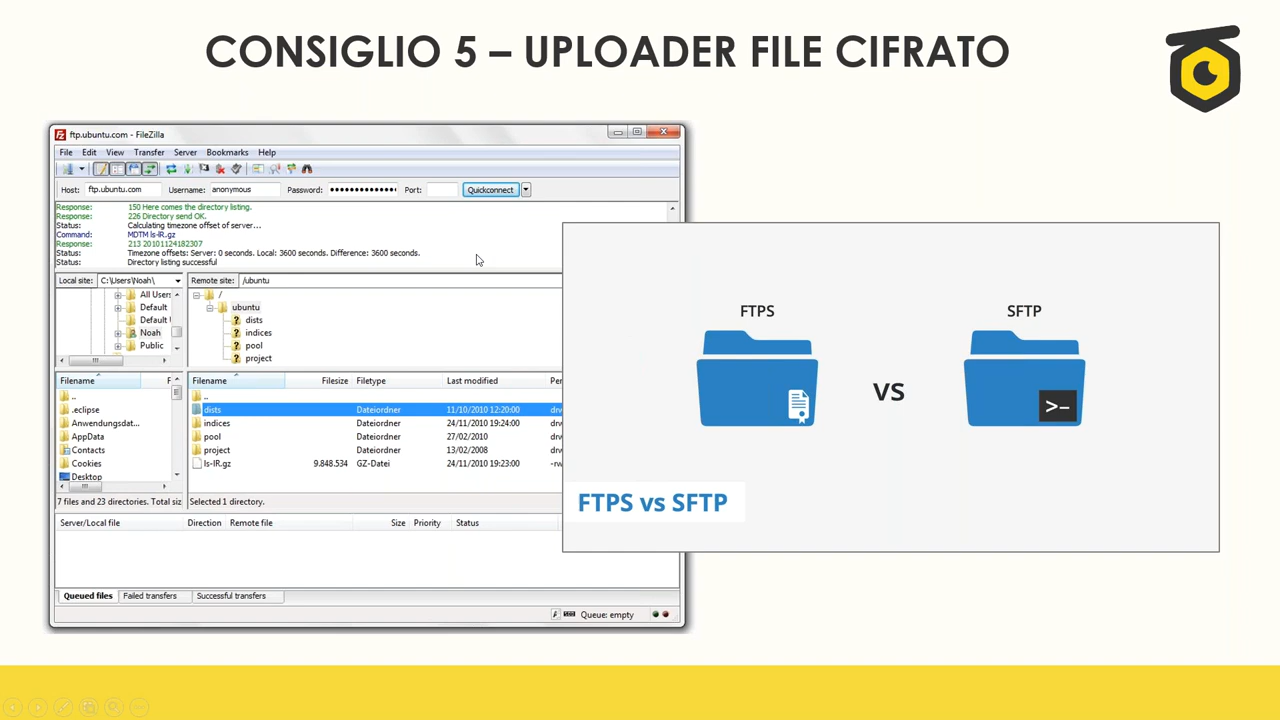 CONSIGLIO 5 – UPLOADER FILE CIFRATO
ftp.ubuntu.com - FileZilla
File Edit View Transfer Server Bookmarks Help
Host: ftp.ubuntu.com Username: anonymous Password: •••••••••••••• Port: Quickconnect
Response: 150 Here comes the directory listing.
Response: 226 Directory send OK.
Status: Calculating timezone offset of server...
Command: MDTM ls-lR.gz
Response: 213 20101124182307
Status: Timezone offsets: Server: 0 seconds. Local: 3600 seconds. Difference: 3600 seconds.
Status: Directory listing successful
Local site: C:\Users\Noah\
All Users
Default
Default
Noah
Public
Remote site: /ubuntu
/
ubuntu
dists
indices
pool
project
Filename F
..
.eclipse
Anwendungsdat...
AppData
Contacts
Cookies
Desktop
7 files and 23 directories. Total siz
Filename Filesize Filetype Last modified Per
..
dists Dateiordner 11/10/2010 12:20:00 drw
indices Dateiordner 24/11/2010 19:24:00 drw
pool Dateiordner 27/02/2010 drw
project Dateiordner 13/02/2008 drw
ls-lR.gz 9.848.534 GZ-Datei 24/11/2010 19:23:00 -rw
Selected 1 directory.
Server/Local file Direction Remote file Size Priority Status
Queued files Failed transfers Successful transfers
Queue: empty
FTPS
SFTP
VS
>–
FTPS vs SFTP